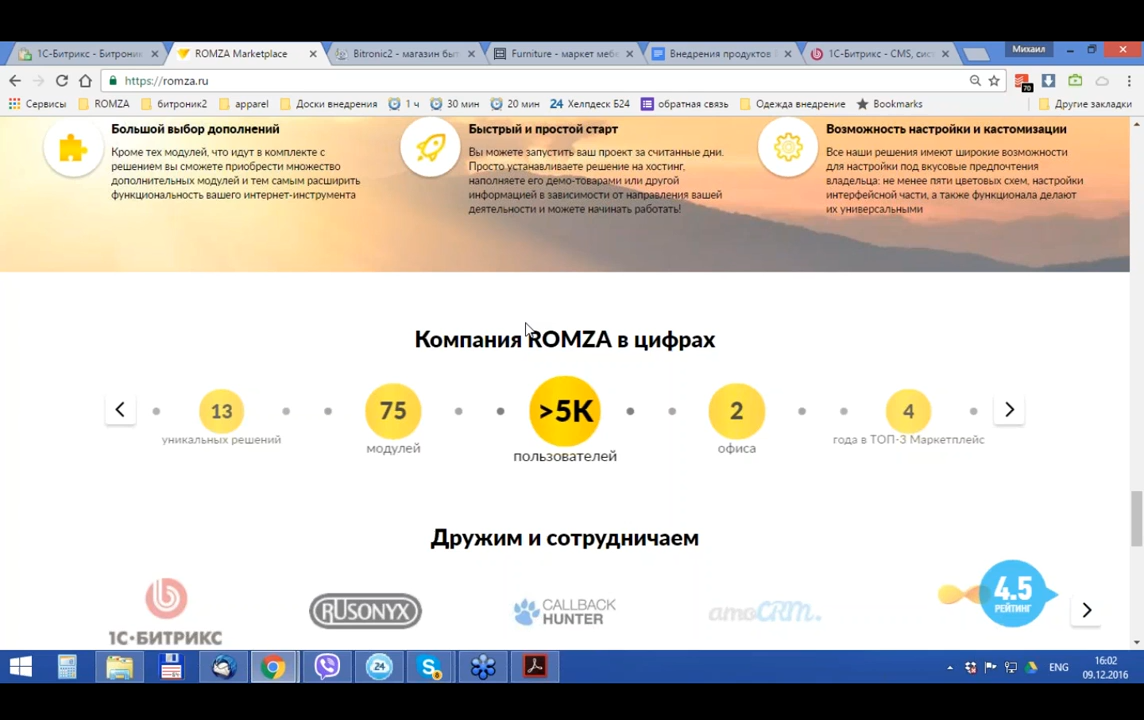 1С-Битрикс - Битроник
ROMZA Marketplace
Bitronic2 - магазин быт
Furniture - маркет меб
Внедрения продуктов
1С-Битрикс - CMS, сис
Михаил
https://romza.ru
70
Сервисы
ROMZA
битроник2
apparel
Доски внедрения
1 ч
30 мин
20 мин
24 Хелпдеск Б24
обратная связь
Одежда внедрение
Bookmarks
Другие закладки
Большой выбор дополнений
Кроме тех модулей, что идут в комплекте с
решением вы сможете приобрести множество
дополнительных модулей и тем самым расширить
функциональность вашего интернет-инструмента
Быстрый и простой старт
Вы можете запустить ваш проект за считанные дни.
Просто устанавливаете решение на хостинг,
наполняете его демо-товарами или другой
информацией в зависимости от направления вашей
деятельности и можете начинать работать!
Возможность настройки и кастомизации
Все наши решения имеют широкие возможности
для настройки под вкусовые предпочтения
владельца: не менее пяти цветовых схем, настройки
интерфейсной части, а также функционала делают
их универсальными
Компания ROMZA в цифрах
13
уникальных решений
75
модулей
>5K
пользователей
2
офиса
4
года в ТОП-3 Маркетплейс
Дружим и сотрудничаем
1С-БИТРИКС
RUSONYX
CALLBACK
HUNTER
amoCRM.
4.5
РЕЙТИНГ
24
ENG
16:02
09.12.2016